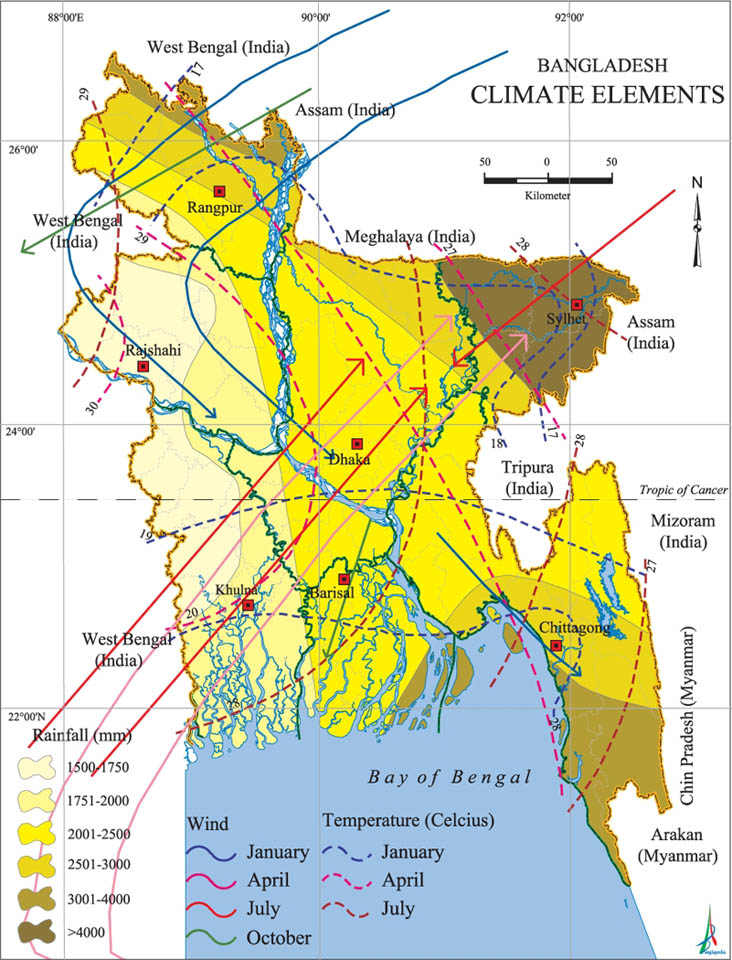 88°00'E
90°00'
92°00'
West Bengal (India)
17
BANGLADESH
CLIMATE ELEMENTS
29
Assam (India)
26°00'
50
0
50
Kilometer
N
Rangpur
West Bengal
(India)
29
Meghalaya (India)
27
28
Sylhet
Assam
(India)
Rajshahi
30
24°00'
18
17
28
Dhaka
Tripura
(India)
Tropic of Cancer
Mizoram
(India)
19
27
Khulna
Barisal
20
Chittagong
West Bengal
(India)
Chin Pradesh (Myanmar)
22°00'N
28
Rainfall (mm)
1500-1750
1751-2000
2001-2500
2501-3000
3001-4000
>4000
Bay of Bengal
Wind
January
April
July
October
Temperature (Celcius)
January
April
July
Arakan
(Myanmar)